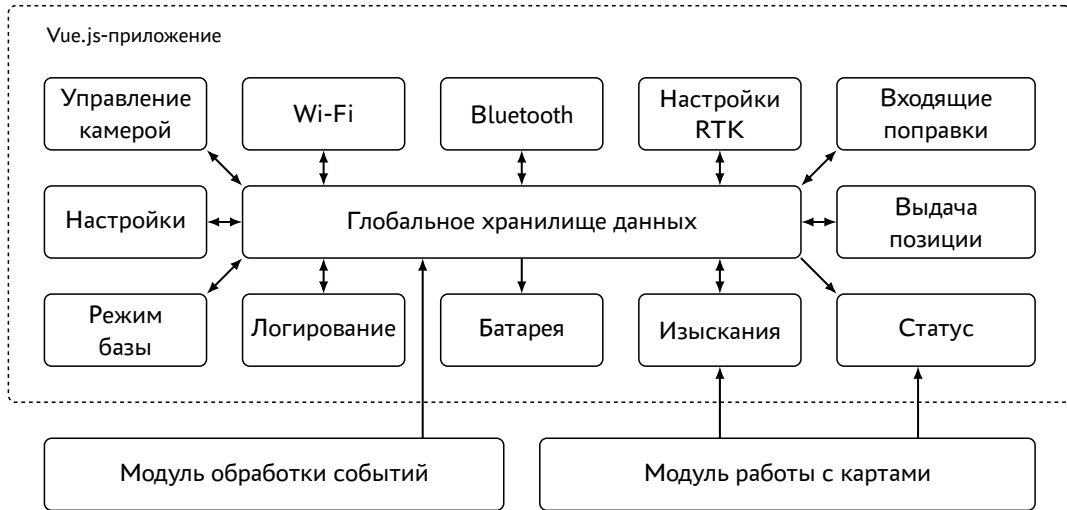 Vue.js-приложение
Управление
камерой
Wi-Fi
Bluetooth
Настройки
RTK
Входящие
поправки
Настройки
Глобальное хранилище данных
Выдача
позиции
Режим
базы
Логирование
Батарея
Изыскания
Статус
Модуль обработки событий
Модуль работы с картами